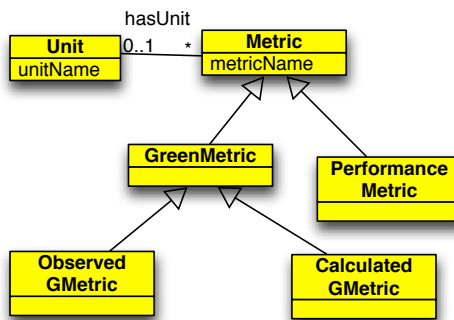 hasUnit
Unit
0..1
*
Metric
unitName
metricName
GreenMetric
Performance
Metric
Observed
GMetric
Calculated
GMetric